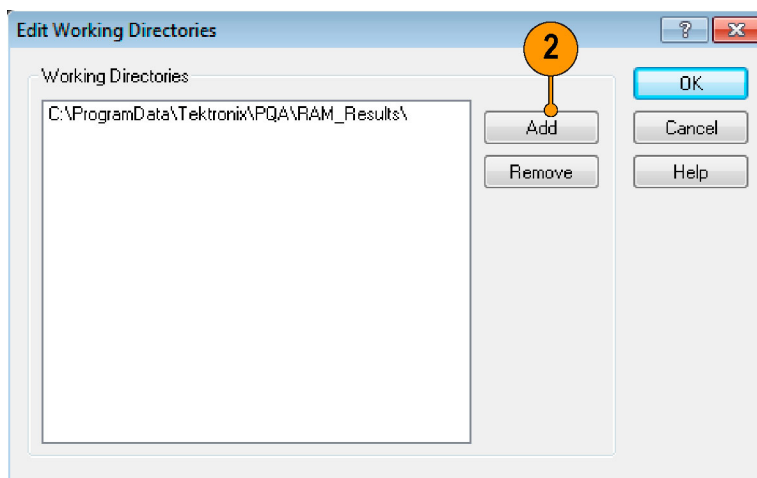 Edit Working Directories
?
2
Working Directories
OK
C:\ProgramData\Tektronix\PQA\RAM_Results\
Add
Cancel
Remove
Help